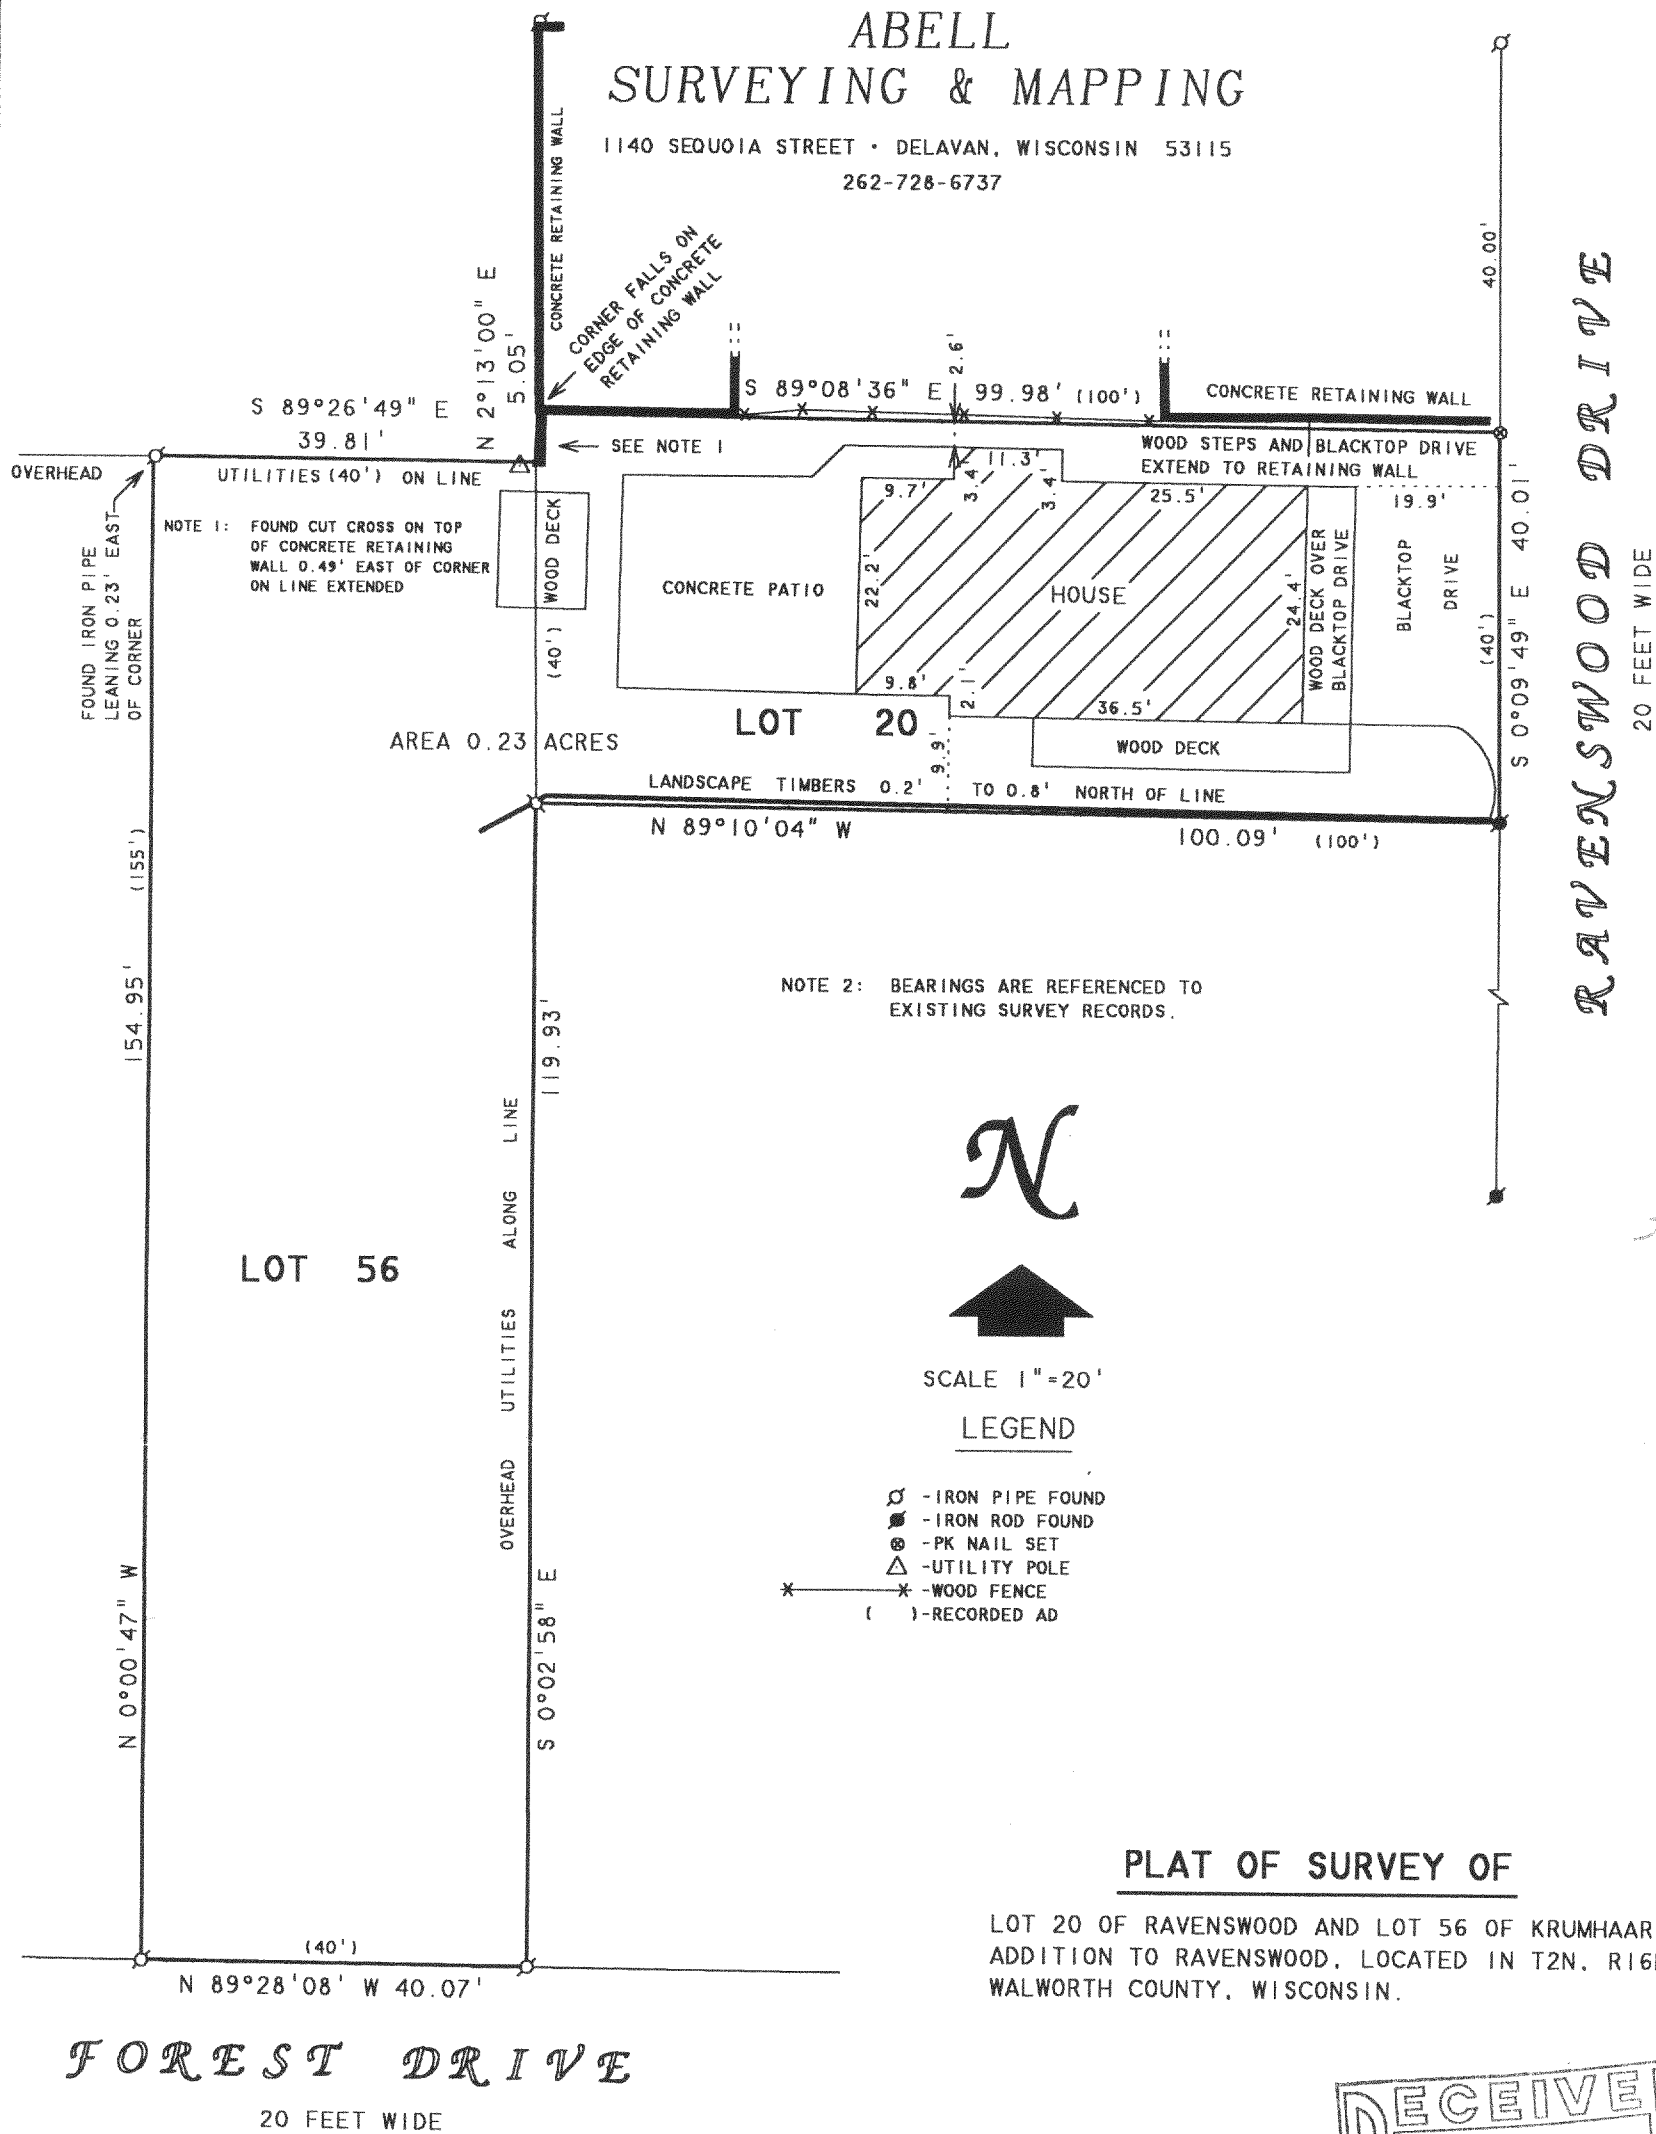 ABELL
SURVEYING & MAPPING
1140 SEQUOIA STREET • DELAVAN, WISCONSIN 53115
262-728-6737
CONCRETE RETAINING WALL
CORNER FALLS ON
EDGE OF CONCRETE
RETAINING WALL
40.00'
N 2°13'00" E
5.05'
2.6'
S 89°08'36" E 99.98' (100')
CONCRETE RETAINING WALL
S 89°26'49" E
39.81'
SEE NOTE 1
WOOD STEPS AND BLACKTOP DRIVE
EXTEND TO RETAINING WALL
OVERHEAD
UTILITIES (40') ON LINE
11.3'
3.4'
3.4'
9.7'
25.5'
19.9'
FOUND IRON PIPE
LEANING 0.23' EAST
OF CORNER
NOTE 1: FOUND CUT CROSS ON TOP
OF CONCRETE RETAINING
WALL 0.49' EAST OF CORNER
ON LINE EXTENDED
WOOD DECK
(40')
CONCRETE PATIO
22.2'
HOUSE
24.4'
WOOD DECK OVER
BLACKTOP DRIVE
BLACKTOP
DRIVE
(40')
S 0°09'49" E 40.01'
RAVENSWOOD DRIVE
20 FEET WIDE
9.8'
2.1'
36.5'
LOT 20
9.9'
WOOD DECK
AREA 0.23 ACRES
LANDSCAPE TIMBERS 0.2' TO 0.8' NORTH OF LINE
N 89°10'04" W 100.09' (100')
154.95' (155')
119.93'
NOTE 2: BEARINGS ARE REFERENCED TO
EXISTING SURVEY RECORDS.
N
OVERHEAD UTILITIES ALONG LINE
LOT 56
SCALE 1"=20'
LEGEND
-IRON PIPE FOUND
-IRON ROD FOUND
-PK NAIL SET
-UTILITY POLE
-WOOD FENCE
( )-RECORDED AD
N 0°00'47" W
S 0°02'58" E
PLAT OF SURVEY OF
LOT 20 OF RAVENSWOOD AND LOT 56 OF KRUMHAAR
ADDITION TO RAVENSWOOD, LOCATED IN T2N, R16
WALWORTH COUNTY, WISCONSIN.
(40')
N 89°28'08' W 40.07'
FOREST DRIVE
20 FEET WIDE
RECEIVE